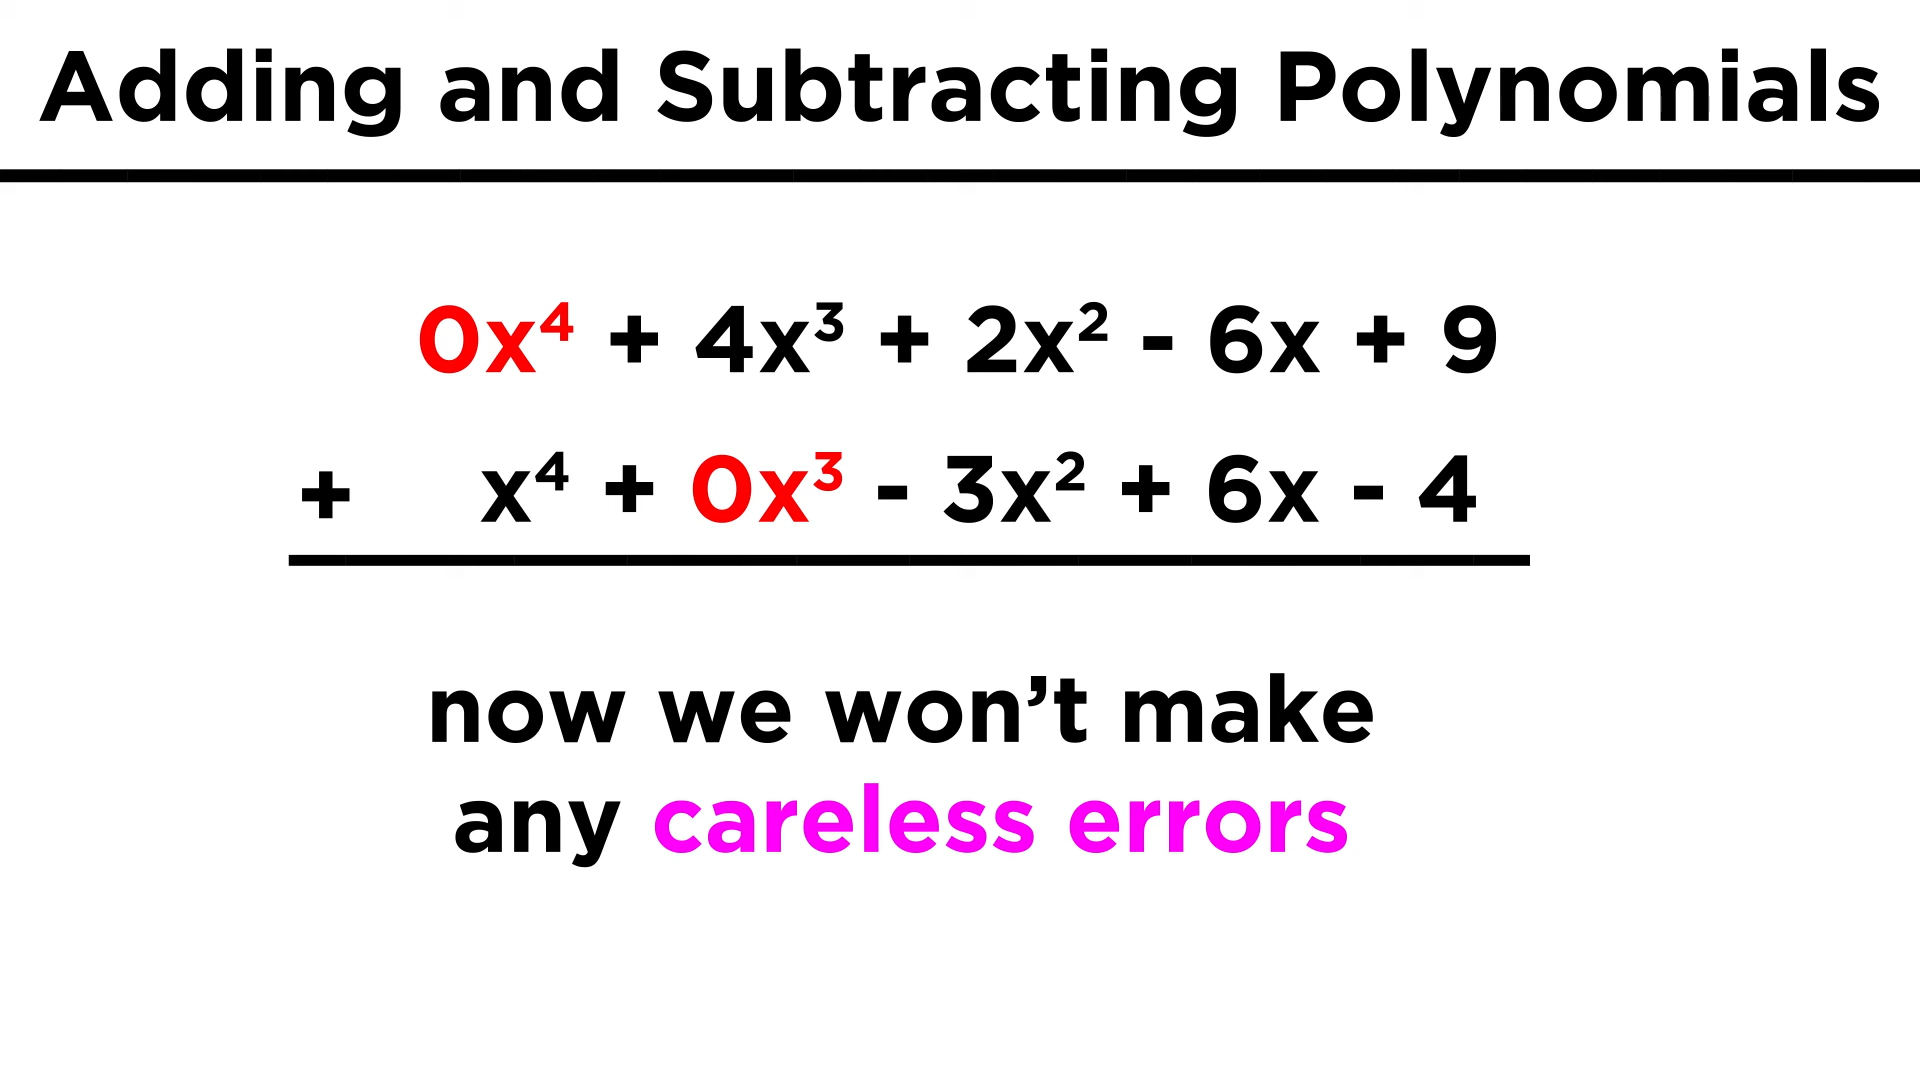 Adding and Subtracting Polynomials
0x⁴ + 4x³ + 2x² - 6x + 9
+ x⁴ + 0x³ - 3x² + 6x - 4
now we won’t make
any careless errors